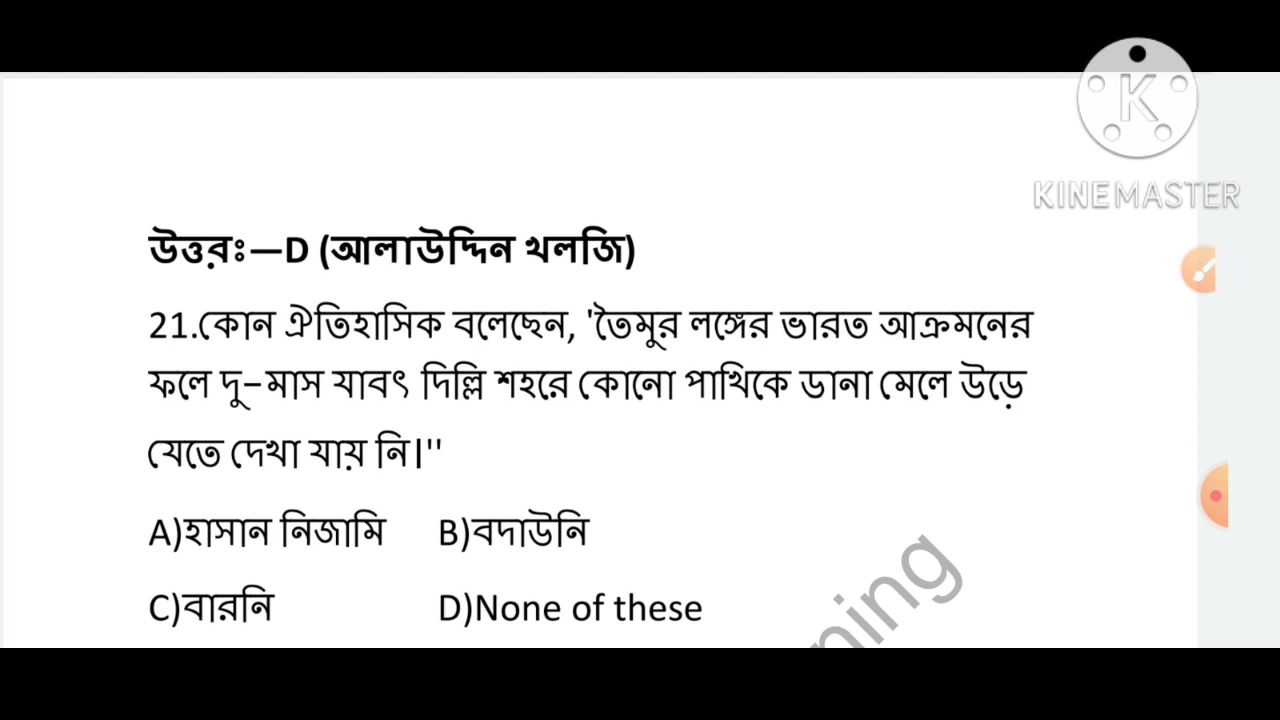 K
KINEMASTER
উত্তরঃ—D (আলাউদ্দিন খলজি)
21.কোন ঐতিহাসিক বলেছেন, 'তৈমুর লঙ্গের ভারত আক্রমনের
ফলে দু–মাস যাবৎ দিল্লি শহরে কোনো পাখিকে ডানা মেলে উড়ে
যেতে দেখা যায় নি।''
A)হাসান নিজামি B)বদাউনি
C)বারনি D)None of these